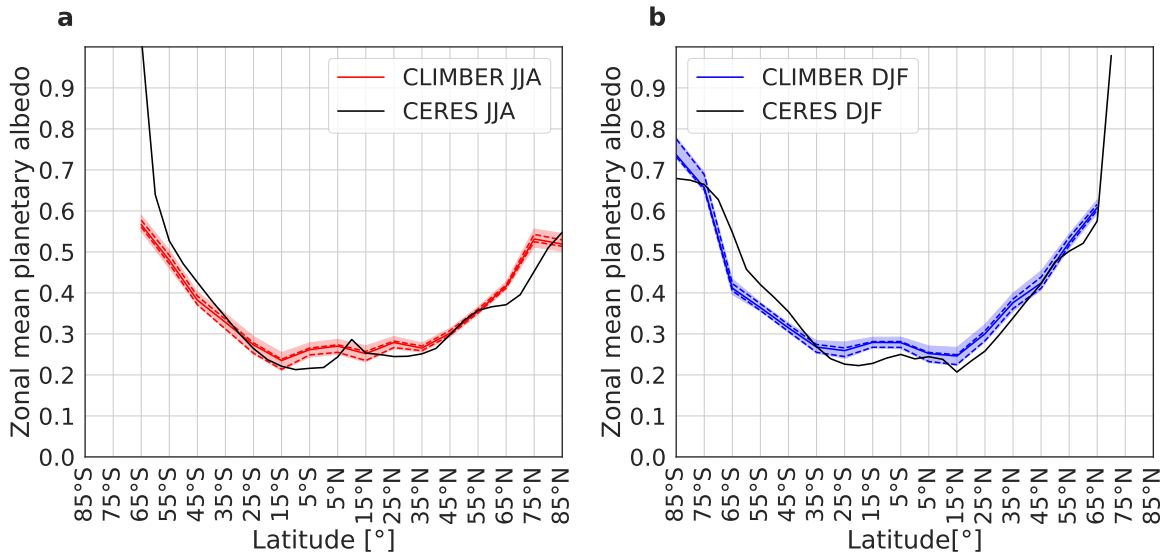 a
Zonal mean planetary albedo
0.9
0.8
0.7
0.6
0.5
0.4
0.3
0.2
0.1
0.0
CLIMBER JJA
CERES JJA
85°S
75°S
65°S
55°S
45°S
35°S
25°S
15°S
5°S
5°N
15°N
25°N
35°N
45°N
55°N
65°N
75°N
85°N
Latitude [°]
b
Zonal mean planetary albedo
0.9
0.8
0.7
0.6
0.5
0.4
0.3
0.2
0.1
0.0
CLIMBER DJF
CERES DJF
85°S
75°S
65°S
55°S
45°S
35°S
25°S
15°S
5°S
5°N
15°N
25°N
35°N
45°N
55°N
65°N
75°N
85°N
Latitude[°]